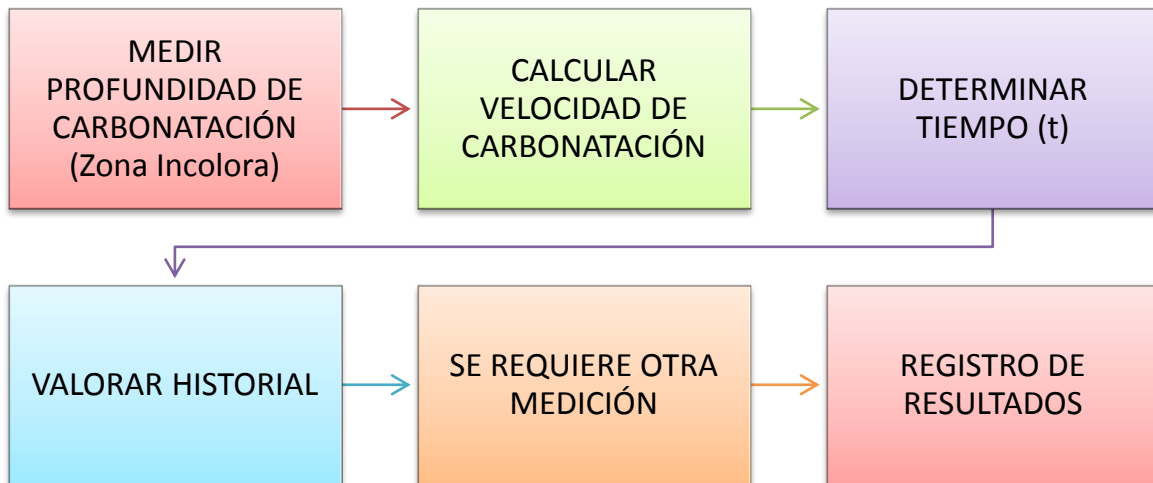 MEDIR
PROFUNDIDAD DE
CARBONATACIÓN
(Zona Incolora)
CALCULAR
VELOCIDAD DE
CARBONATACIÓN
DETERMINAR
TIEMPO (t)
VALORAR HISTORIAL
SE REQUIERE OTRA
MEDICIÓN
REGISTRO DE
RESULTADOS